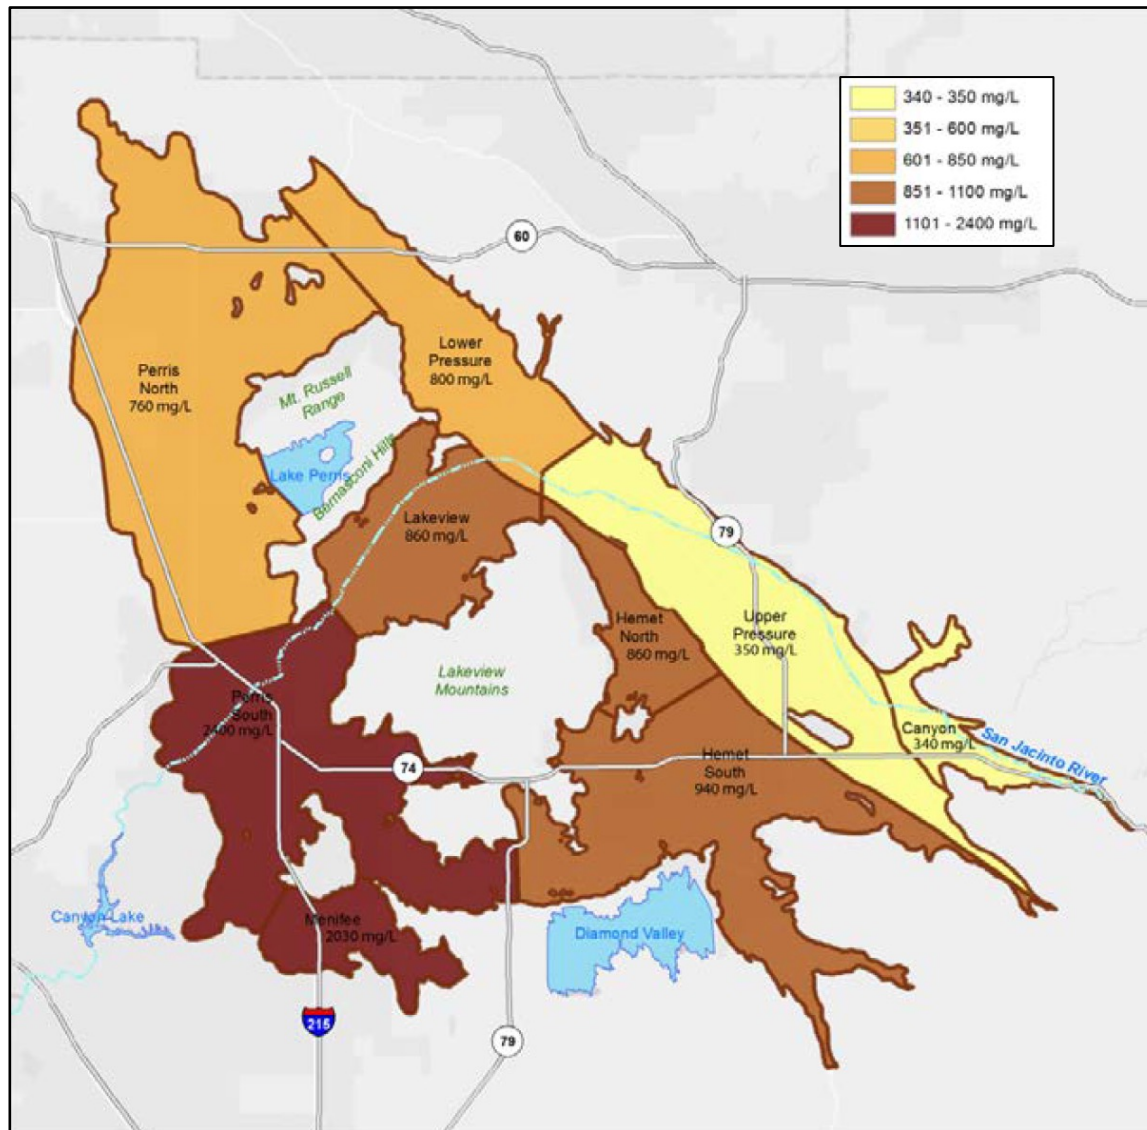 340 - 350 mg/L
351 - 600 mg/L
601 - 850 mg/L
851 - 1100 mg/L
1101 - 2400 mg/L
60
Lower
Pressure
800 mg/L
Perris
North
760 mg/L
Mt. Russell
Range
Lake Perris
Bernasconi Hills
Lakeview
860 mg/L
79
Hemet
North
860 mg/L
Upper
Pressure
350 mg/L
Lakeview
Mountains
Perris
South
2400 mg/L
Canyon
340 mg/L
San Jacinto River
74
Hemet
South
940 mg/L
Canyon Lake
Menifee
2030 mg/L
Diamond Valley
215
79